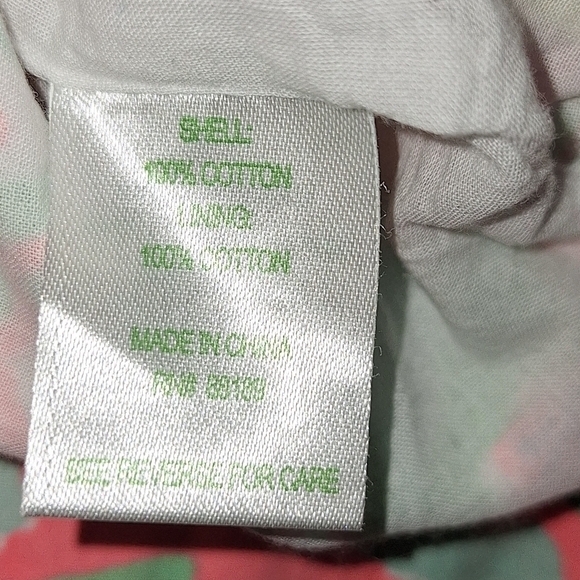 SHELL:
100% COTTON
LINING:
100% COTTON
MADE IN CHINA
RN#
SEE REVERSE FOR CARE